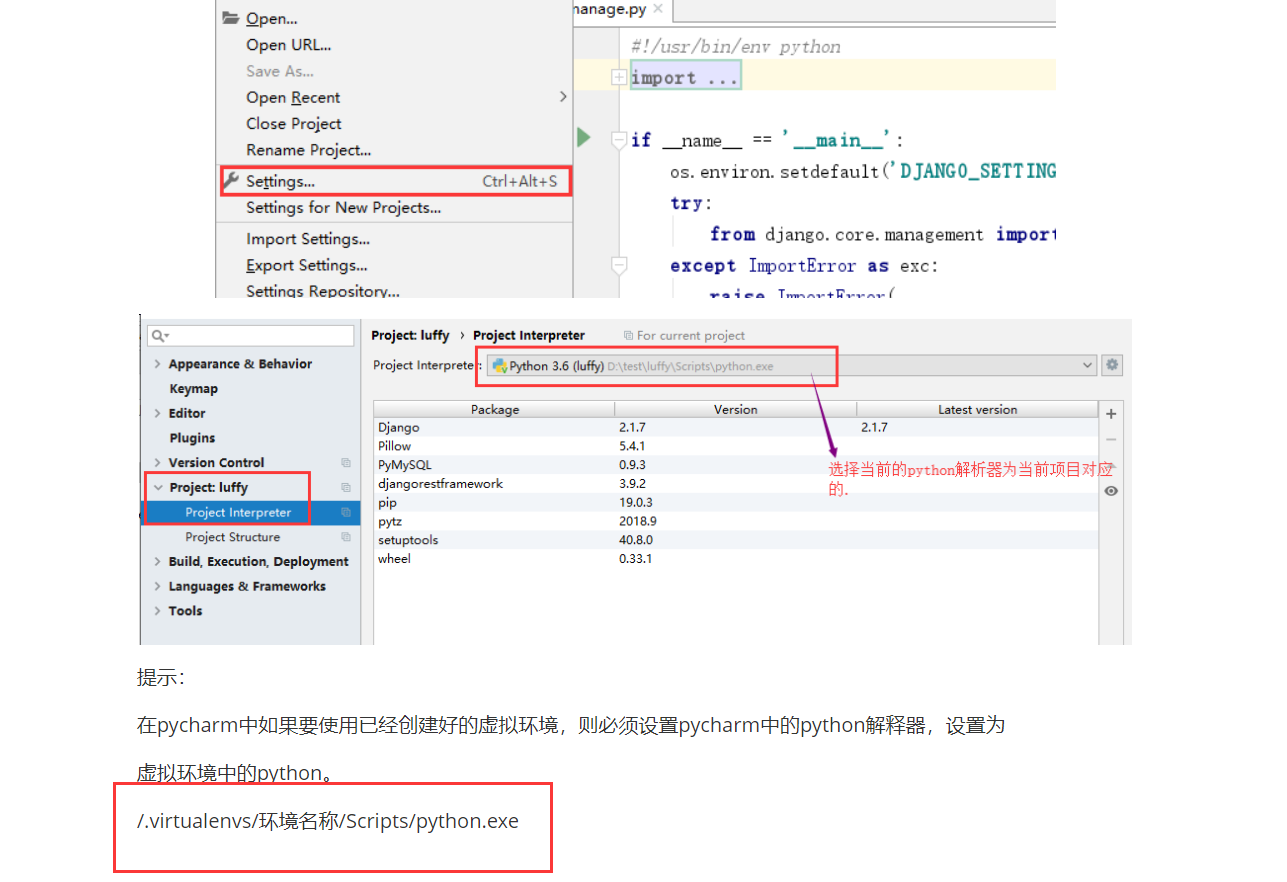 Open...
Open URL...
Save As...
Open Recent
Close Project
Rename Project...
Settings... Ctrl+Alt+S
Settings for New Projects...
Import Settings...
Export Settings...
Settings Repository...
manage.py
#!/usr/bin/env python
import ...
if __name__ == '__main__':
os.environ.setdefault('DJANGO_SETTING
try:
from django.core.management import
except ImportError as exc:
raise ImportError(
Appearance & Behavior
Keymap
Editor
Plugins
Version Control
Project: luffy
Project Interpreter
Project Structure
Build, Execution, Deployment
Languages & Frameworks
Tools
Project: luffy › Project Interpreter For current project
Project Interpreter: Python 3.6 (luffy) D:\test\luffy\Scripts\python.exe
Package Version Latest version
Django 2.1.7 2.1.7
Pillow 5.4.1
PyMySQL 0.9.3
djangorestframework 3.9.2
pip 19.0.3
pytz 2018.9
setuptools 40.8.0
wheel 0.33.1
选择当前的python解析器为当前项目对应
的.
提示：
在pycharm中如果要使用已经创建好的虚拟环境，则必须设置pycharm中的python解释器，设置为
虚拟环境中的python。
/.virtualenvs/环境名称/Scripts/python.exe